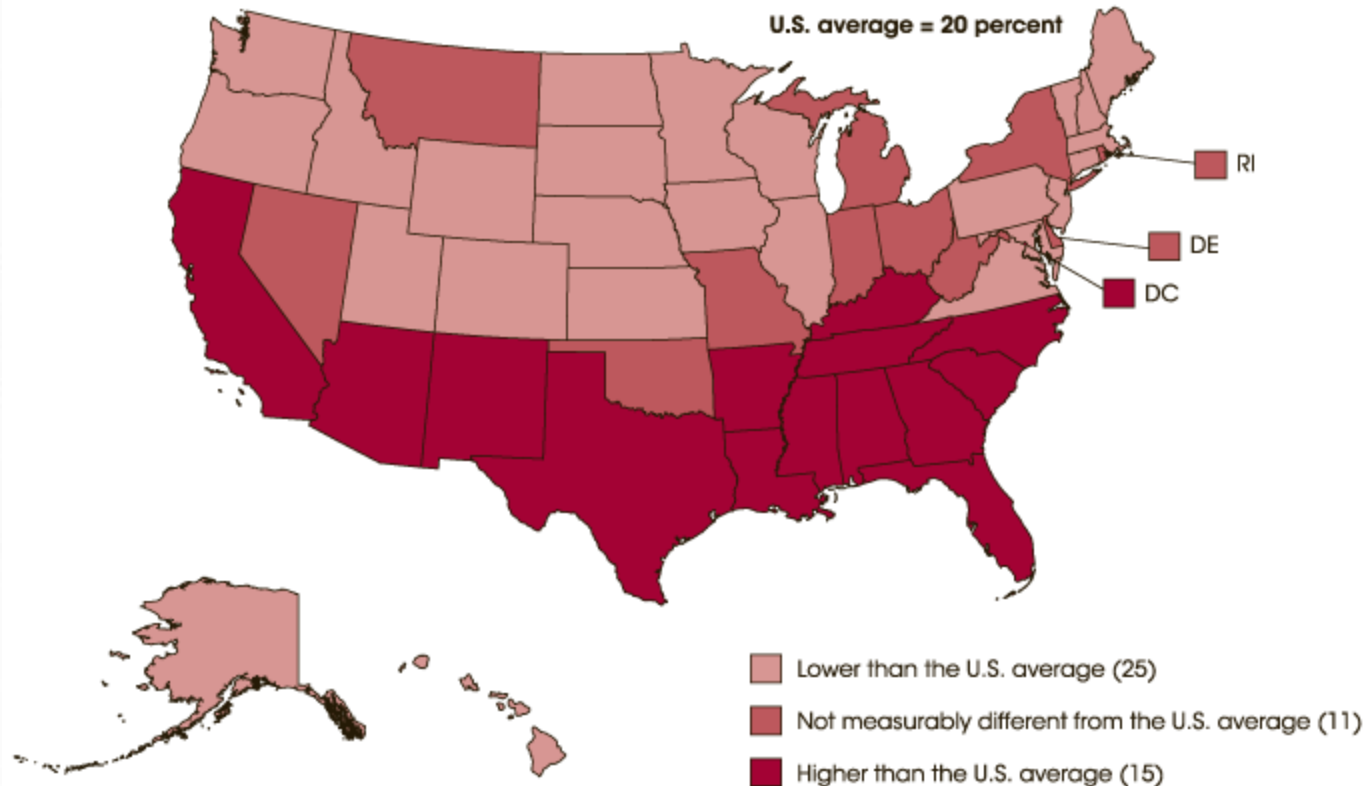 U.S. average = 20 percent
RI
DE
DC
Lower than the U.S. average (25)
Not measurably different from the U.S. average (11)
Higher than the U.S. average (15)